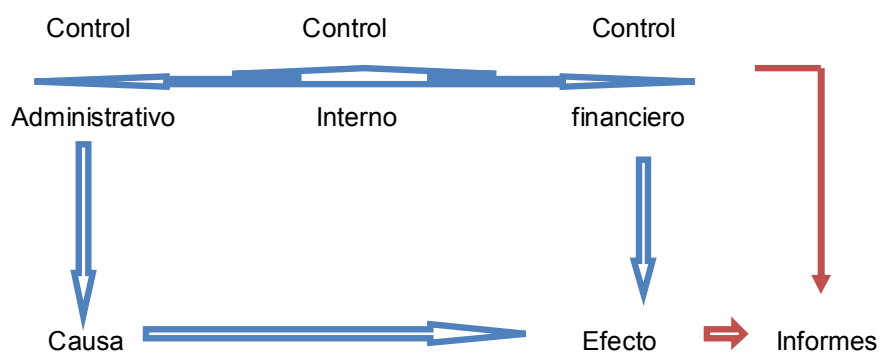 Control Control Control
Administrativo Interno financiero
Causa Efecto Informes